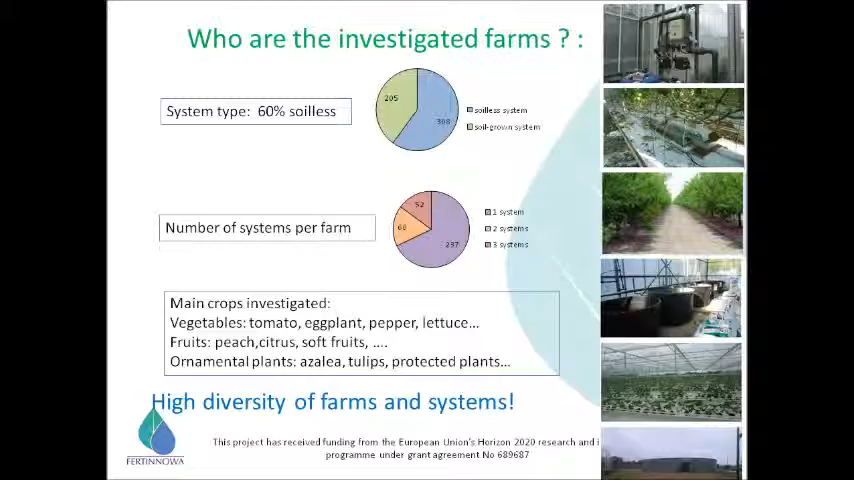 Who are the investigated farms ? :
System type: 60% soilless
205
308
soilless system
soil-grown system
Number of systems per farm
52
237
1 system
2 systems
3 systems
Main crops investigated:
Vegetables: tomato, eggplant, pepper, lettuce...
Fruits: peach,citrus, soft fruits, ....
Ornamental plants: azalea, tulips, protected plants...
High diversity of farms and systems!
This project has received funding from the European Union's Horizon 2020 research and i
programme under grant agreement No 689687
FERTINNOWA